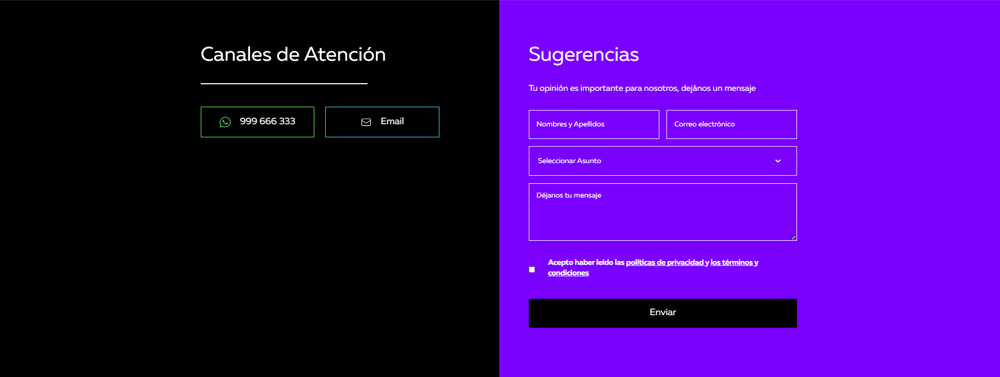 Canales de Atención
999 666 333
Email
Sugerencias
Tu opinión es importante para nosotros, dejános un mensaje
Nombres y Apellidos
Correo electrónico
Seleccionar Asunto
Déjanos tu mensaje
Acepto haber leído las políticas de privacidad y los términos y
condiciones
Enviar